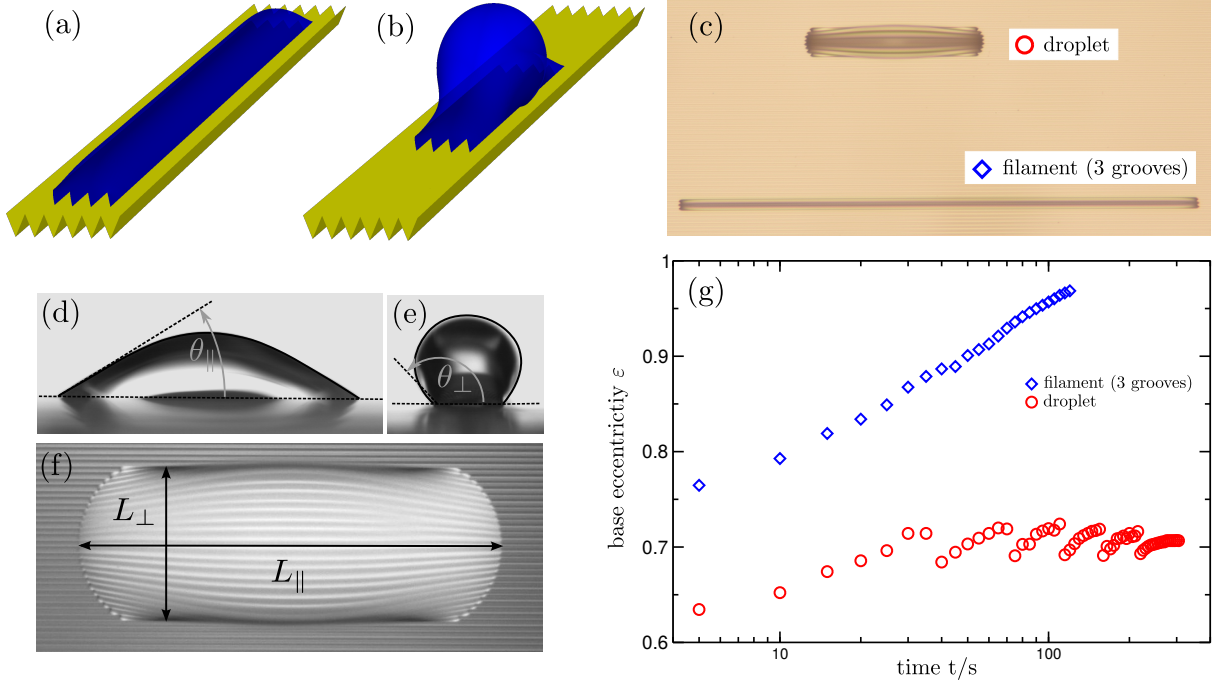 (a)
(b)
(c)
droplet
filament (3 grooves)
(d)
θ∥
(e)
θ⊥
(f)
L⊥
L∥
(g)
1
0.9
0.8
0.7
0.6
base eccentrictiy ε
filament (3 grooves)
droplet
10
100
time t/s